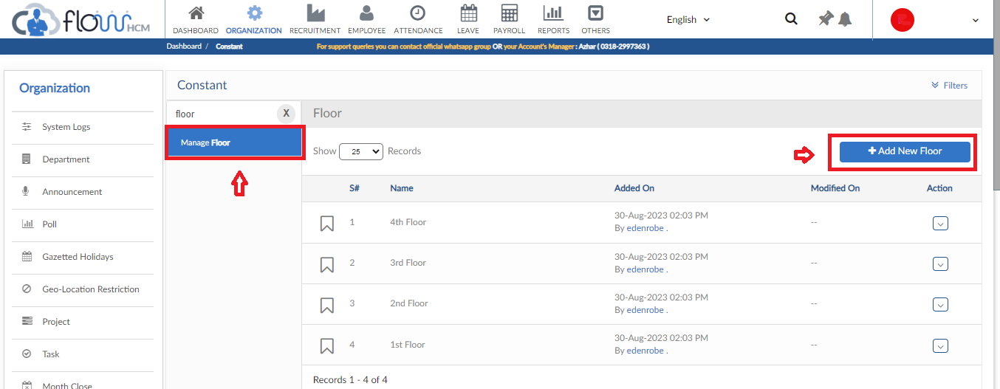 flowHCM
DASHBOARD ORGANIZATION RECRUITMENT EMPLOYEE ATTENDANCE LEAVE PAYROLL REPORTS OTHERS
English
Dashboard / Constant
For support queries you can contact official whatsapp group OR your Account's Manager : Azhar ( 0318-2997363 )
Organization
System Logs
Department
Announcement
Poll
Gazetted Holidays
Geo-Location Restriction
Project
Task
Month Close
Constant
Filters
floor X
Manage Floor
Floor
Show 25 Records
Add New Floor
S# Name Added On Modified On Action
1 4th Floor 30-Aug-2023 02:03 PM --
By edenrobe .
2 3rd Floor 30-Aug-2023 02:03 PM --
By edenrobe .
3 2nd Floor 30-Aug-2023 02:03 PM --
By edenrobe .
4 1st Floor 30-Aug-2023 02:03 PM --
By edenrobe .
Records 1 - 4 of 4